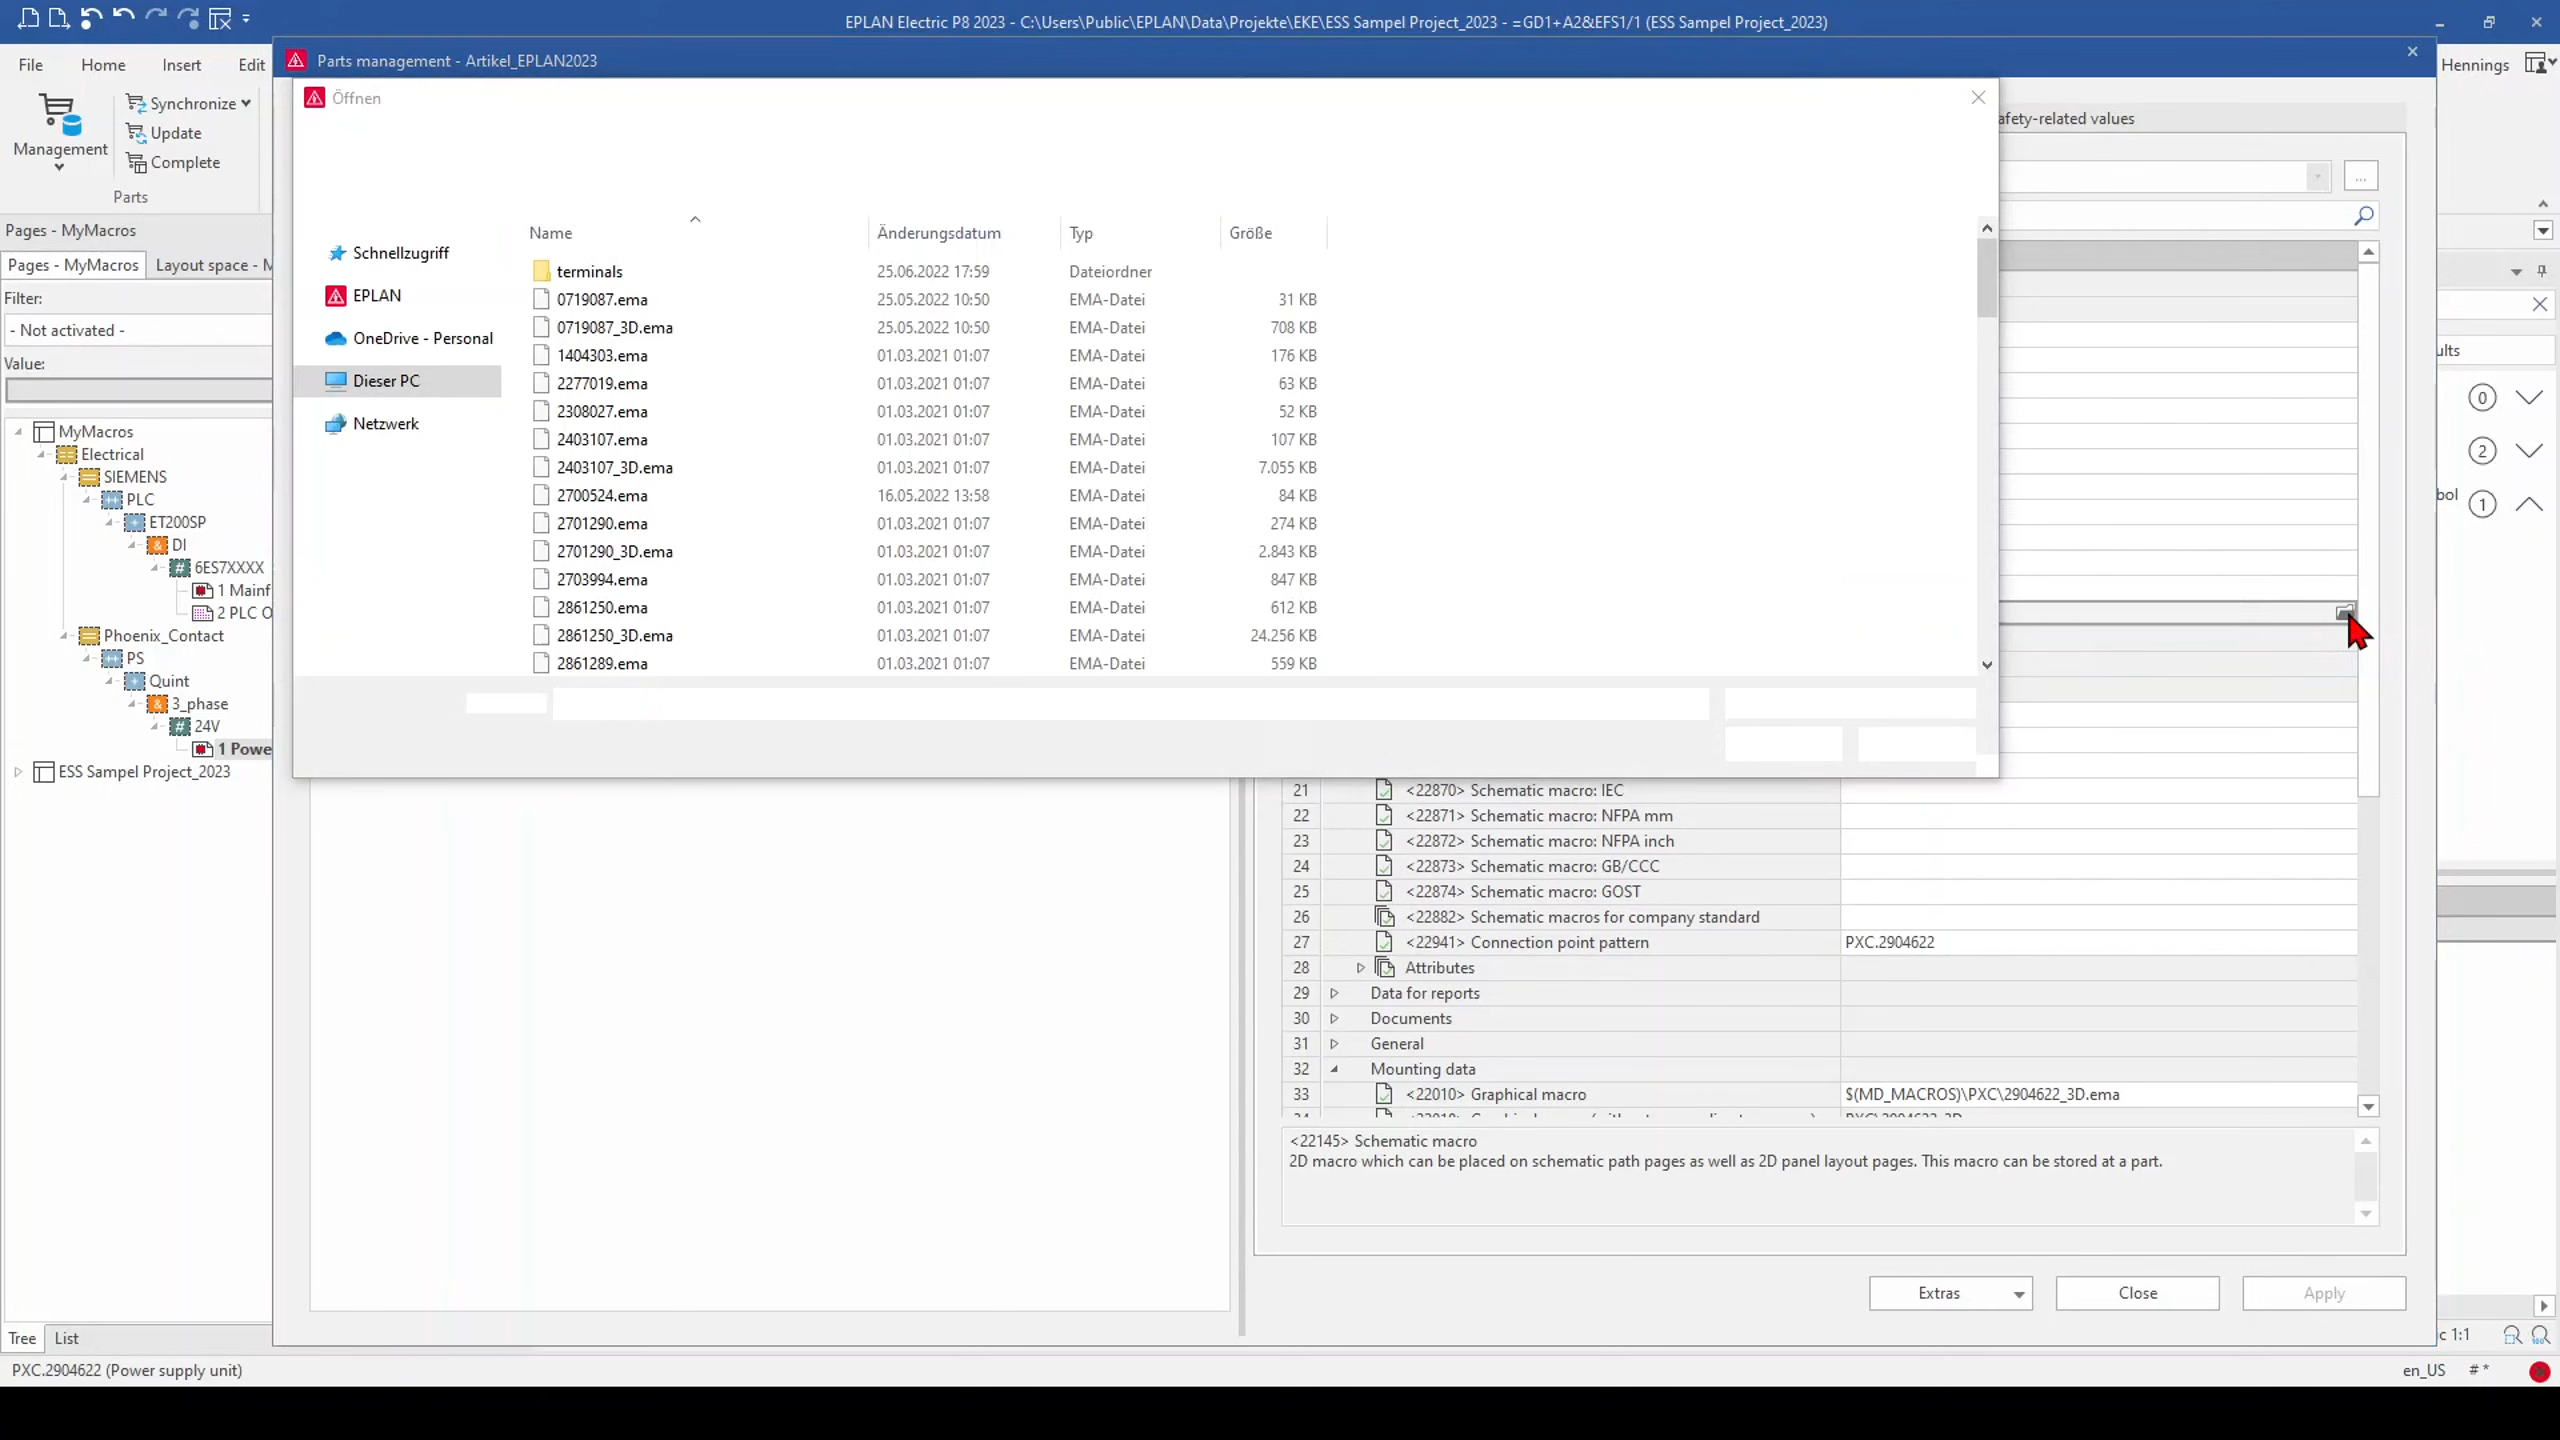 EPLAN Electric P8 2023 - C:\Users\Public\EPLAN\Data\Projekte\EKE\ESS Sampel Project_2023 - =GD1+A2&EFS1/1 (ESS Sampel Project_2023)
File
Home
Insert
Edit
Hennings
Management
Synchronize
Update
Complete
Parts
Pages - MyMacros
Pages - MyMacros
Layout space - M
Filter:
- Not activated -
Value:
MyMacros
Electrical
SIEMENS
PLC
ET200SP
DI
6ES7XXXX
1 Mainf
2 PLC O
Phoenix_Contact
PS
Quint
3_phase
24V
1 Powe
ESS Sampel Project_2023
Tree
List
PXC.2904622 (Power supply unit)
Parts management - Artikel_EPLAN2023
Öffnen
Schnellzugriff
EPLAN
OneDrive - Personal
Dieser PC
Netzwerk
Name Änderungsdatum Typ Größe
terminals 25.06.2022 17:59 Dateiordner
0719087.ema 25.05.2022 10:50 EMA-Datei 31 KB
0719087_3D.ema 25.05.2022 10:50 EMA-Datei 708 KB
1404303.ema 01.03.2021 01:07 EMA-Datei 176 KB
2277019.ema 01.03.2021 01:07 EMA-Datei 63 KB
2308027.ema 01.03.2021 01:07 EMA-Datei 52 KB
2403107.ema 01.03.2021 01:07 EMA-Datei 107 KB
2403107_3D.ema 01.03.2021 01:07 EMA-Datei 7.055 KB
2700524.ema 16.05.2022 13:58 EMA-Datei 84 KB
2701290.ema 01.03.2021 01:07 EMA-Datei 274 KB
2701290_3D.ema 01.03.2021 01:07 EMA-Datei 2.843 KB
2703994.ema 01.03.2021 01:07 EMA-Datei 847 KB
2861250.ema 01.03.2021 01:07 EMA-Datei 612 KB
2861250_3D.ema 01.03.2021 01:07 EMA-Datei 24.256 KB
2861289.ema 01.03.2021 01:07 EMA-Datei 559 KB
afety-related values
...
ults
0
2
bol
1
21 <22870> Schematic macro: IEC
22 <22871> Schematic macro: NFPA mm
23 <22872> Schematic macro: NFPA inch
24 <22873> Schematic macro: GB/CCC
25 <22874> Schematic macro: GOST
26 <22882> Schematic macros for company standard
27 <22941> Connection point pattern PXC.2904622
28 Attributes
29 Data for reports
30 Documents
31 General
32 Mounting data
33 <22010> Graphical macro $(MD_MACROS)\PXC\2904622_3D.ema
<22145> Schematic macro
2D macro which can be placed on schematic path pages as well as 2D panel layout pages. This macro can be stored at a part.
Extras
Close
Apply
c 1:1
en_US
# *